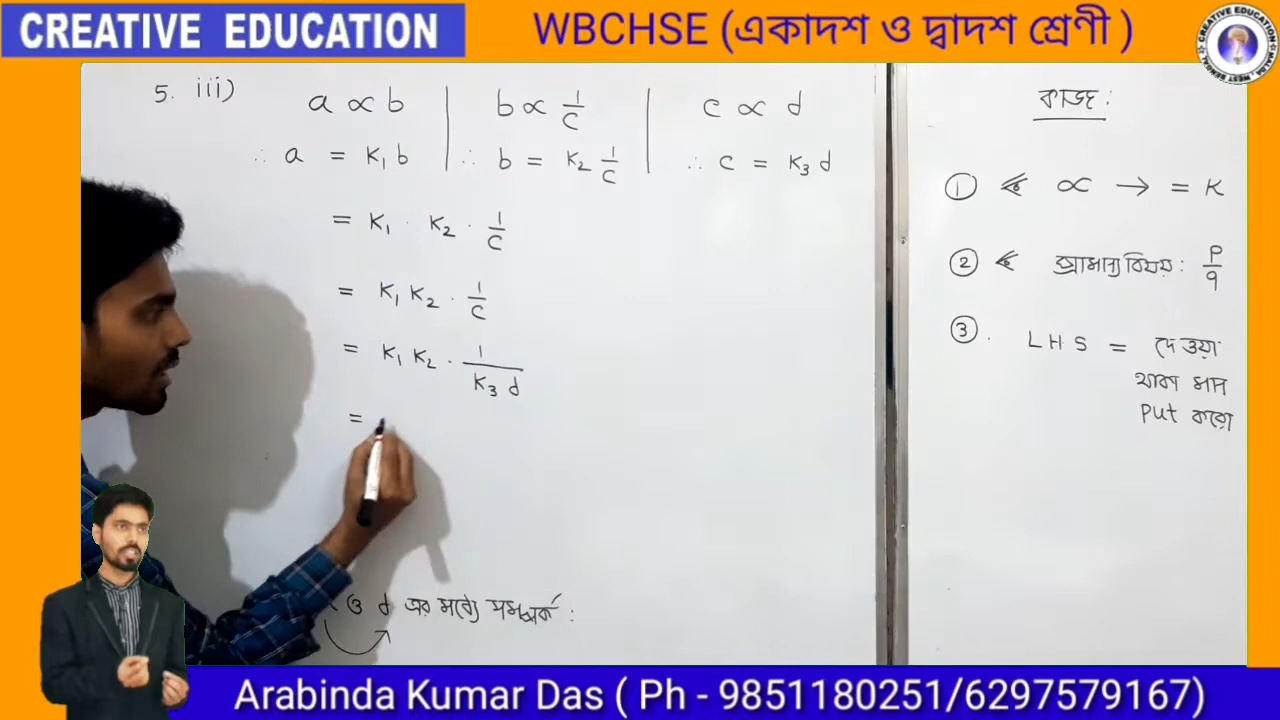 CREATIVE EDUCATION
WBCHSE (একাদশ ও দ্বাদশ শ্রেণী )
5. iii)
a ∝ b | b ∝ 1/c | c ∝ d
∴ a = K₁ b | ∴ b = K₂ 1/c | ∴ c = K₃ d
= K₁ · K₂ · 1/c
= K₁ K₂ · 1/c
= K₁ K₂ · 1/(K₃ d)
=
ও d এর মধ্যে সম্পর্ক :
কাজ :
① ∝ → = K
② : P/q
③ . LHS = দেওয়া
থাকা মান
Put করো
Arabinda Kumar Das ( Ph - 9851180251/6297579167)